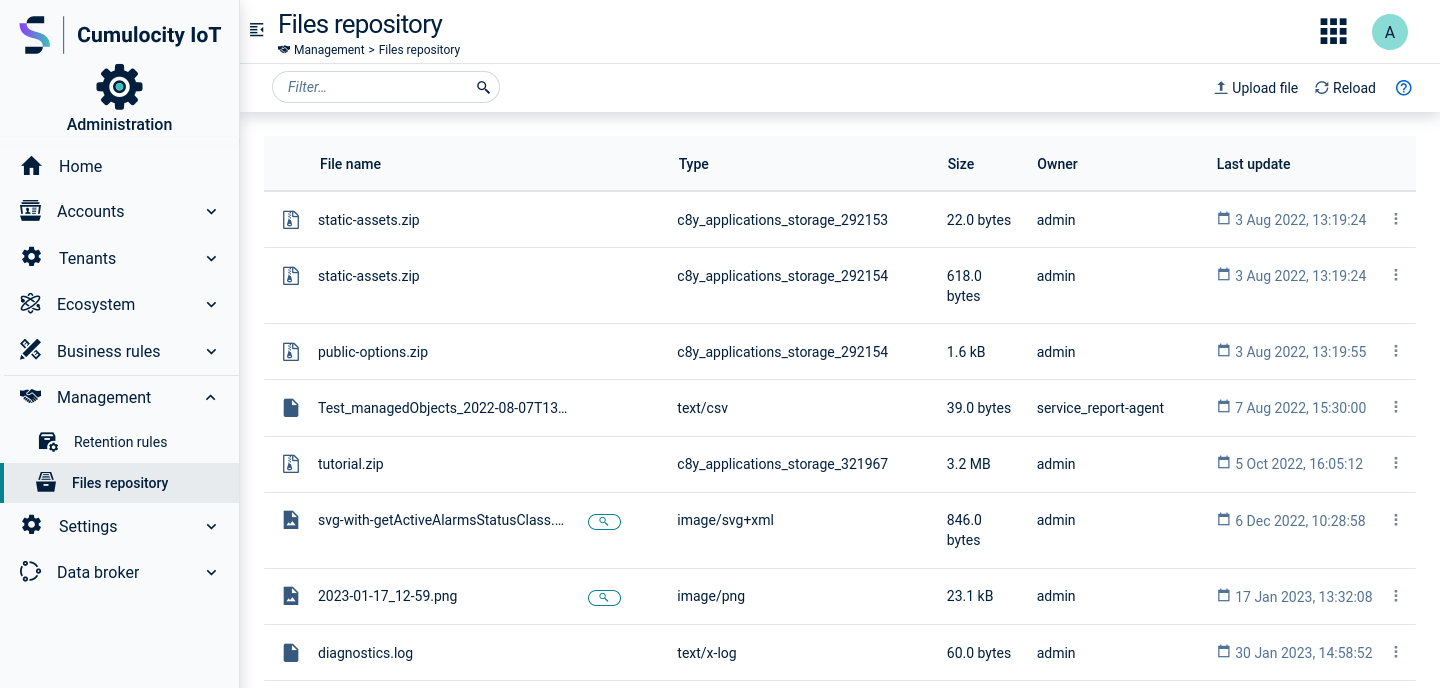 Cumulocity IoT
Administration
Home
Accounts
Tenants
Ecosystem
Business rules
Management
Retention rules
Files repository
Settings
Data broker
Files repository
Management > Files repository
A
Filter...
Upload file
Reload
File name Type Size Owner Last update
static-assets.zip c8y_applications_storage_292153 22.0 bytes admin 3 Aug 2022, 13:19:24
static-assets.zip c8y_applications_storage_292154 618.0 admin 3 Aug 2022, 13:19:24
bytes
public-options.zip c8y_applications_storage_292154 1.6 kB admin 3 Aug 2022, 13:19:55
Test_managedObjects_2022-08-07T13... text/csv 39.0 bytes service_report-agent 7 Aug 2022, 15:30:00
tutorial.zip c8y_applications_storage_321967 3.2 MB admin 5 Oct 2022, 16:05:12
svg-with-getActiveAlarmsStatusClass.... image/svg+xml 846.0 admin 6 Dec 2022, 10:28:58
bytes
2023-01-17_12-59.png image/png 23.1 kB admin 17 Jan 2023, 13:32:08
diagnostics.log text/x-log 60.0 bytes admin 30 Jan 2023, 14:58:52